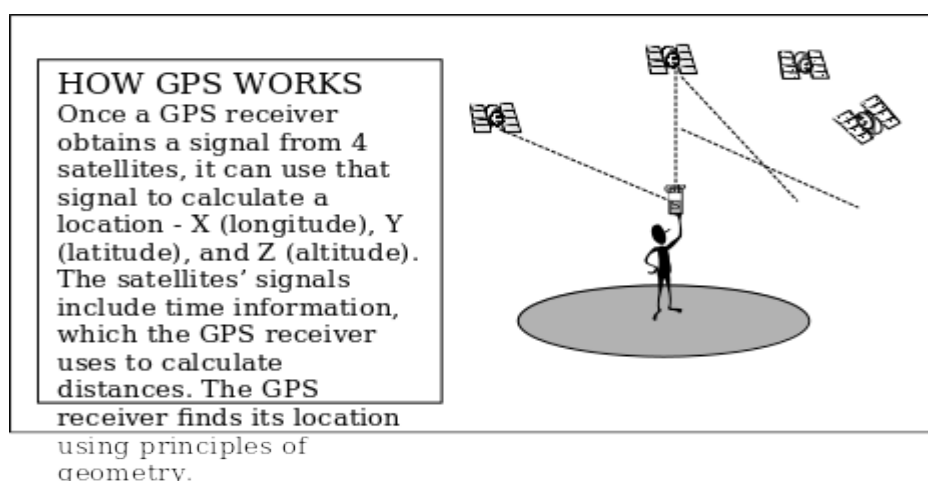 HOW GPS WORKS
Once a GPS receiver
obtains a signal from 4
satellites, it can use that
signal to calculate a
location - X (longitude), Y
(latitude), and Z (altitude).
The satellites’ signals
include time information,
which the GPS receiver
uses to calculate
distances. The GPS
receiver finds its location
using principles of
geometry.